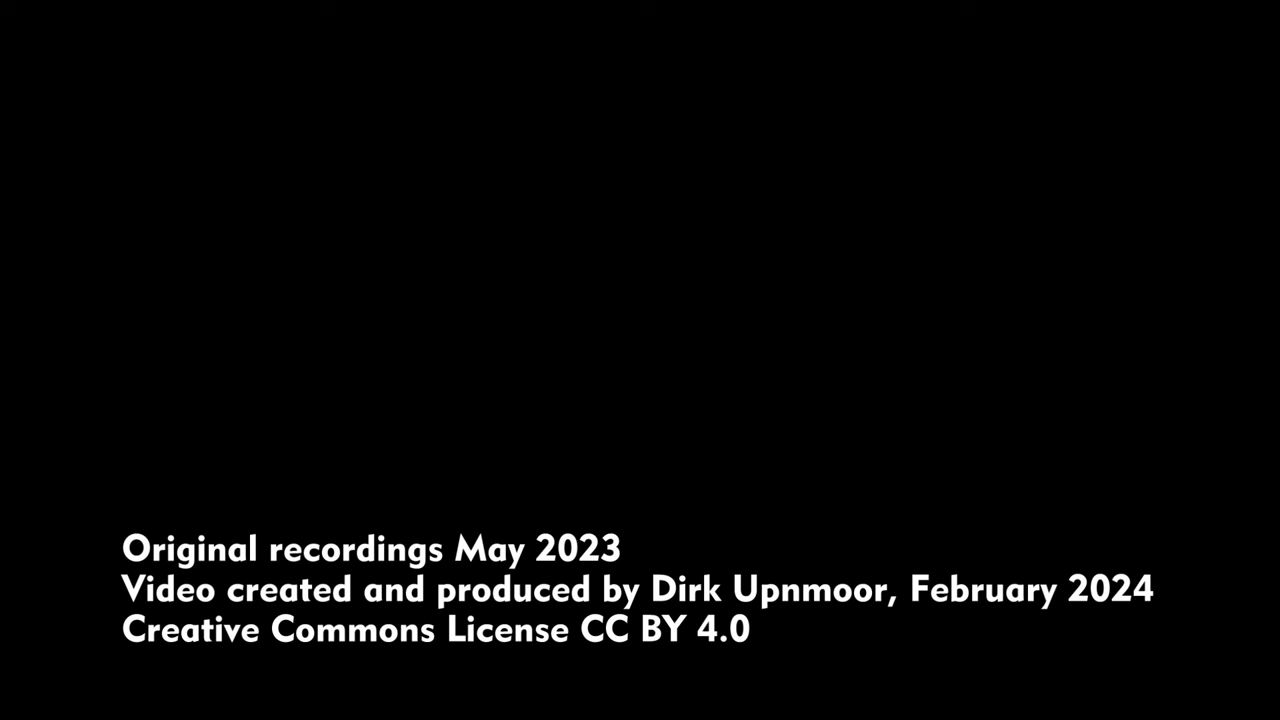 Original recordings May 2023
Video created and produced by Dirk Upnmoor, February 2024
Creative Commons License CC BY 4.0